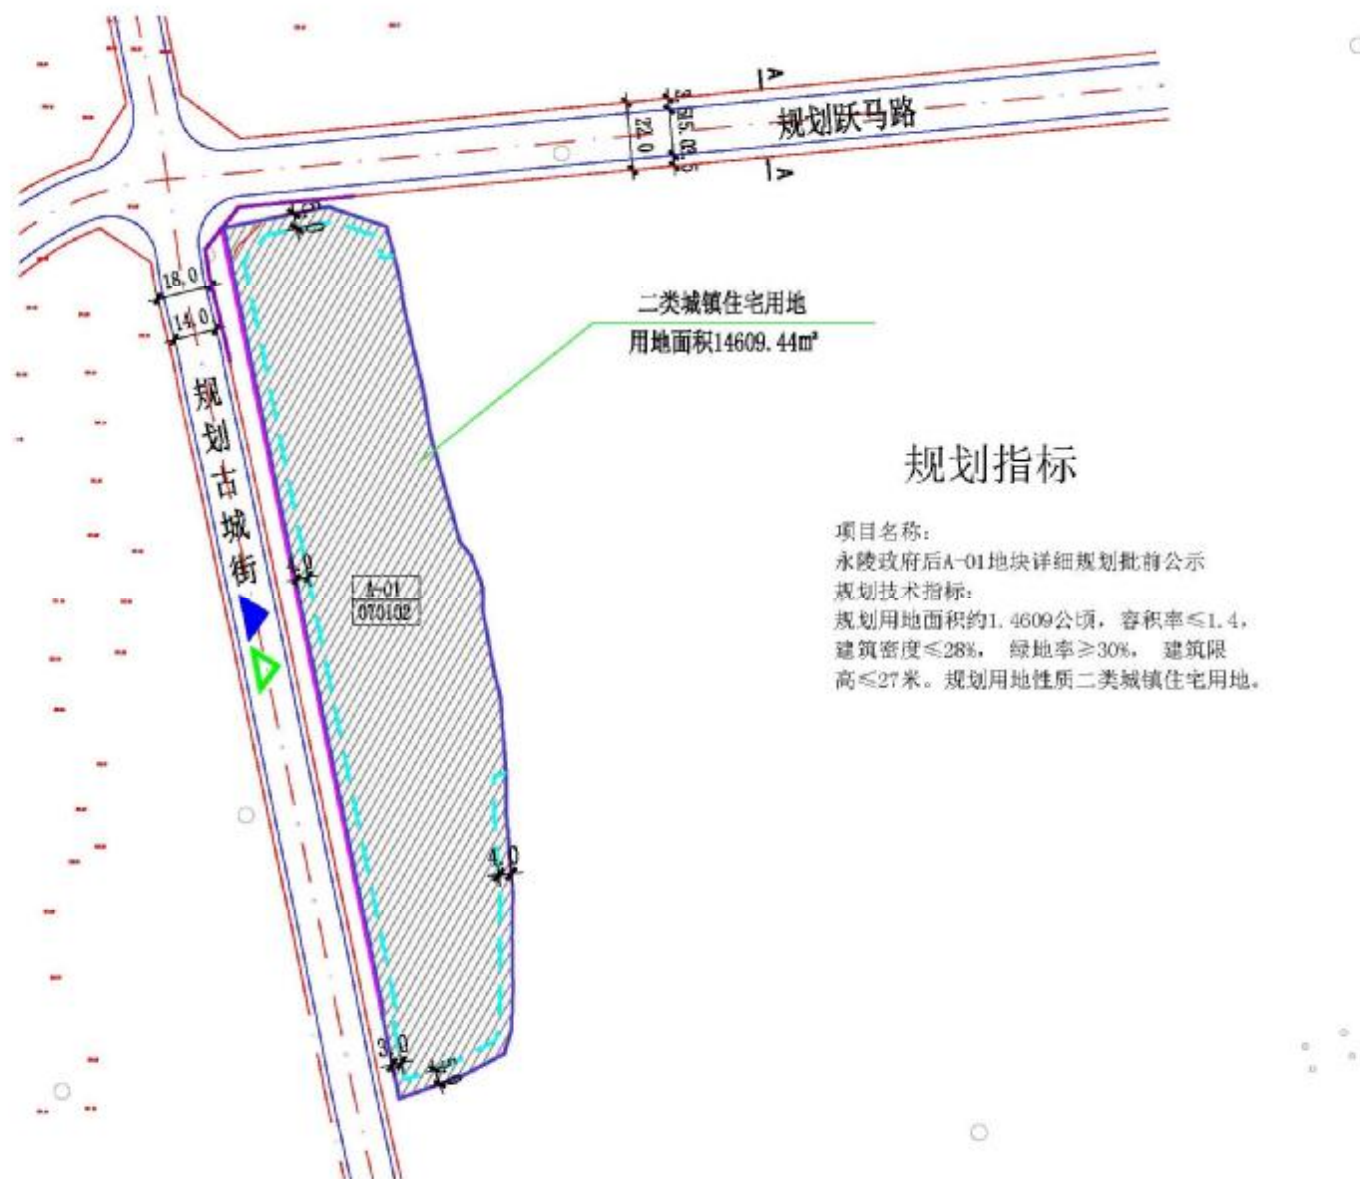 A
规划跃马路
22.0
A
18.0
14.0
二类城镇住宅用地
用地面积14609.44㎡
规划古城街
规划指标
项目名称：
永陵政府后A-01地块详细规划批前公示
规划技术指标：
规划用地面积约1.4609公顷，容积率≤1.4，
建筑密度≤28%， 绿地率≥30%， 建筑限
高≤27米。规划用地性质二类城镇住宅用地。
A-01
070102
4.0
3.0